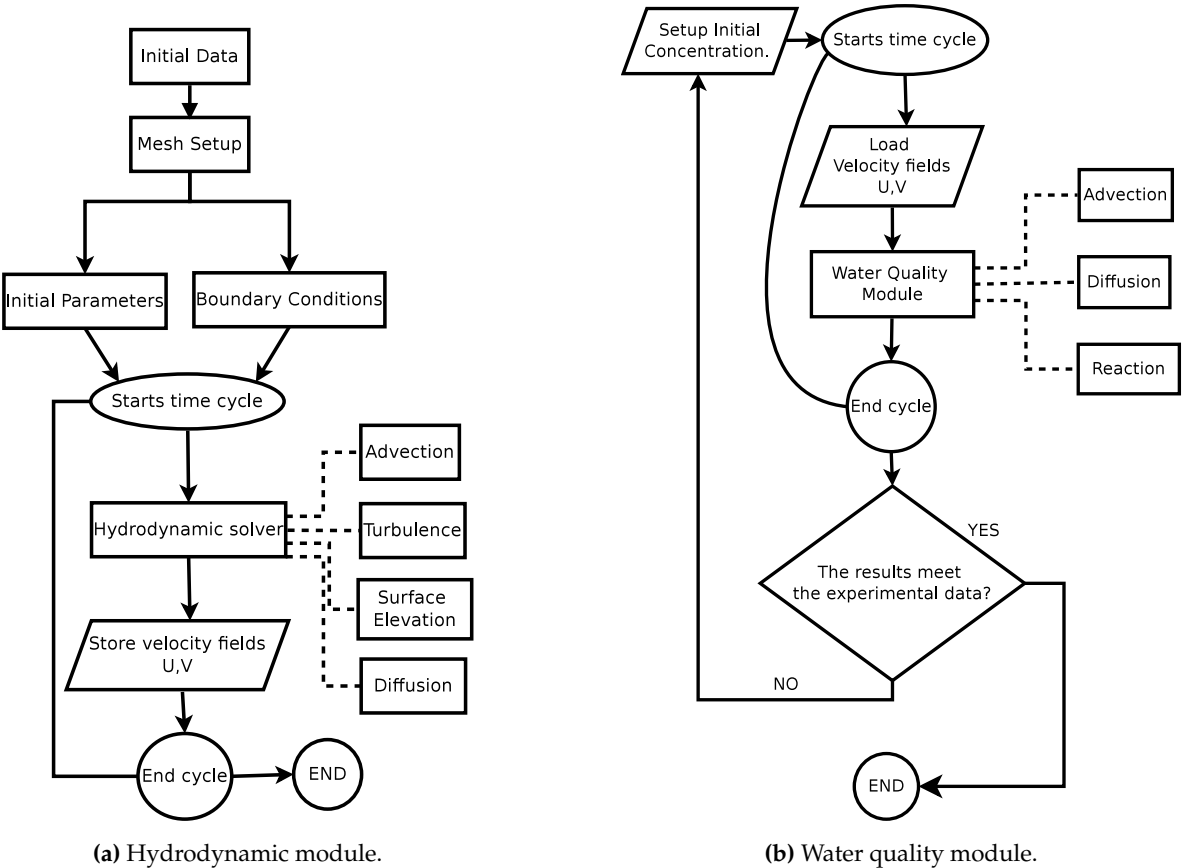 Initial Data
Mesh Setup
Initial Parameters
Boundary Conditions
Starts time cycle
Hydrodynamic solver
Advection
Turbulence
Surface
Elevation
Diffusion
Store velocity fields
U,V
End cycle
END
(a) Hydrodynamic module.
Setup Initial
Concentration.
Starts time cycle
Load
Velocity fields
U,V
Water Quality
Module
Advection
Diffusion
Reaction
End cycle
The results meet
the experimental data?
YES
NO
END
(b) Water quality module.